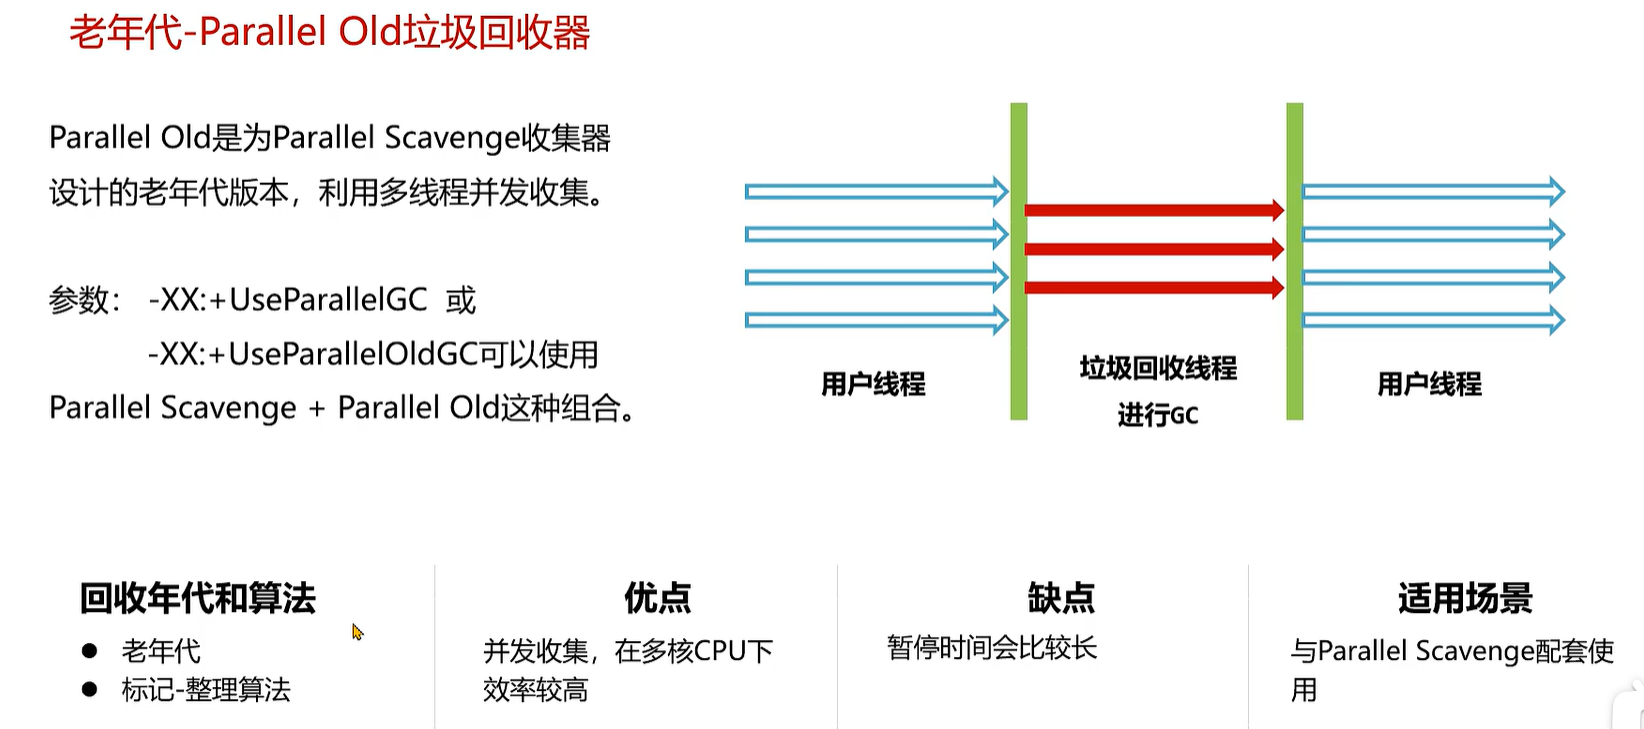 老年代-Parallel Old垃圾回收器
Parallel Old是为Parallel Scavenge收集器
设计的老年代版本，利用多线程并发收集。
参数： -XX:+UseParallelGC 或
-XX:+UseParallelOldGC可以使用
Parallel Scavenge + Parallel Old这种组合。
用户线程
垃圾回收线程
进行GC
用户线程
回收年代和算法
● 老年代
● 标记-整理算法
优点
并发收集，在多核CPU下
效率较高
缺点
暂停时间会比较长
适用场景
与Parallel Scavenge配套使
用